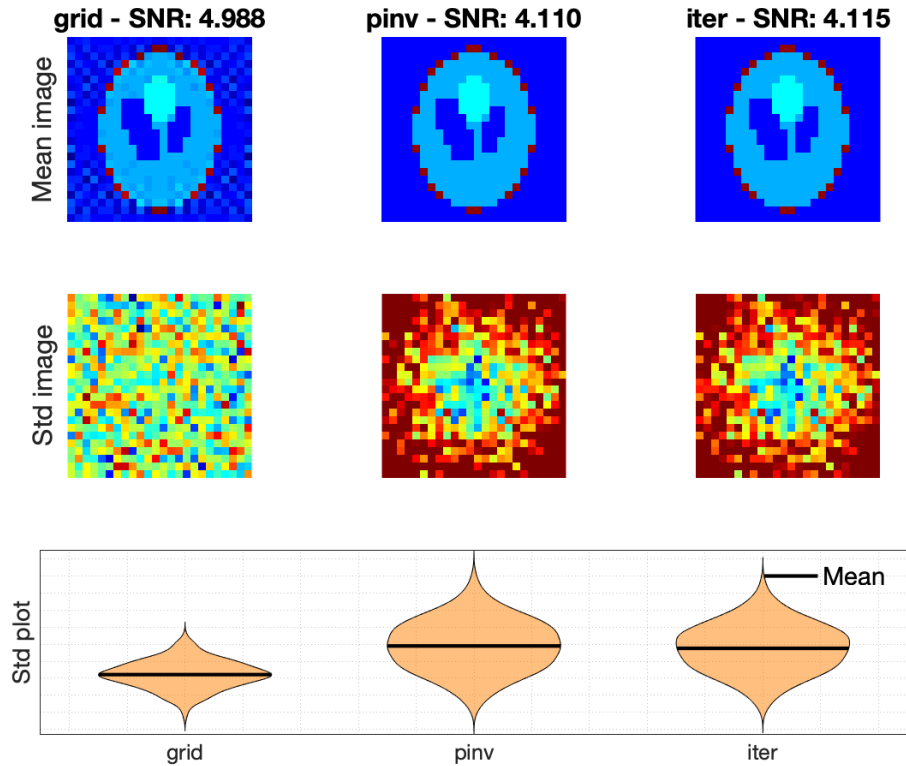 grid - SNR: 4.988
pinv - SNR: 4.110
iter - SNR: 4.115
Mean image
Std image
Std plot
Mean
grid
pinv
iter